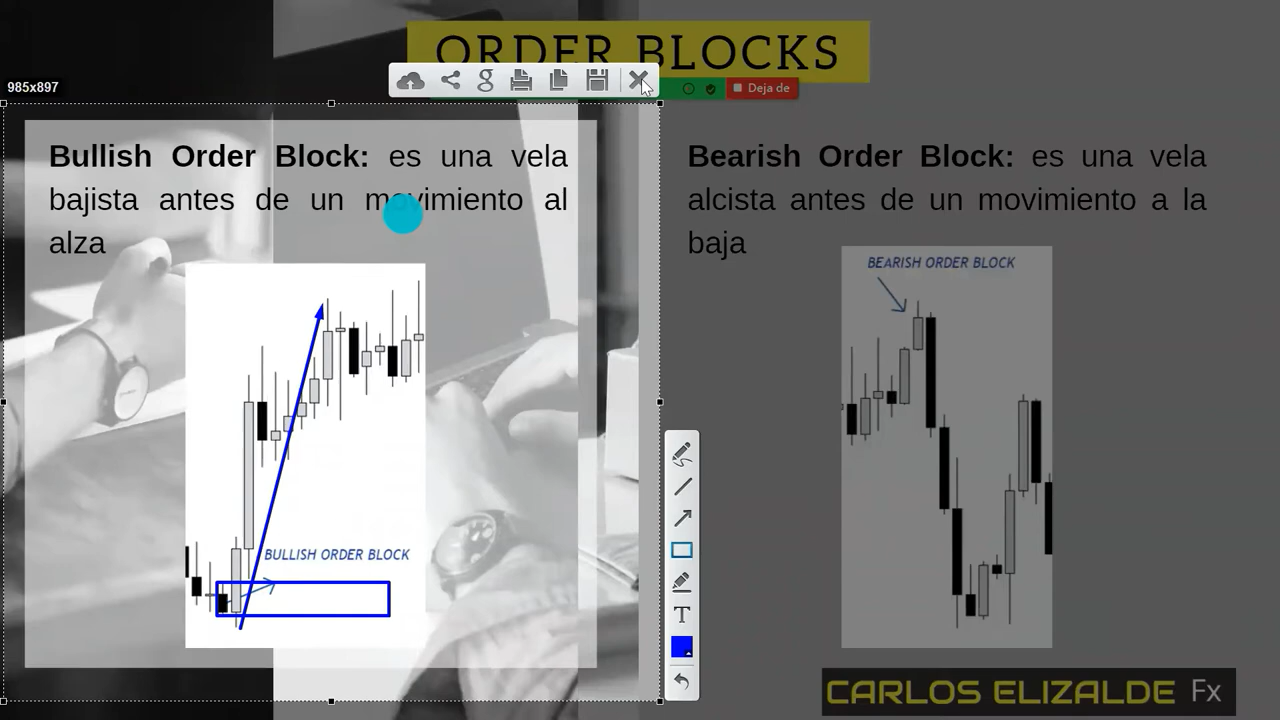 ORDER BLOCKS
985x897
Deja de
Bullish Order Block: es una vela
bajista antes de un movimiento al
alza
BULLISH ORDER BLOCK
Bearish Order Block: es una vela
alcista antes de un movimiento a la
baja
BEARISH ORDER BLOCK
T
CARLOS ELIZALDE Fx